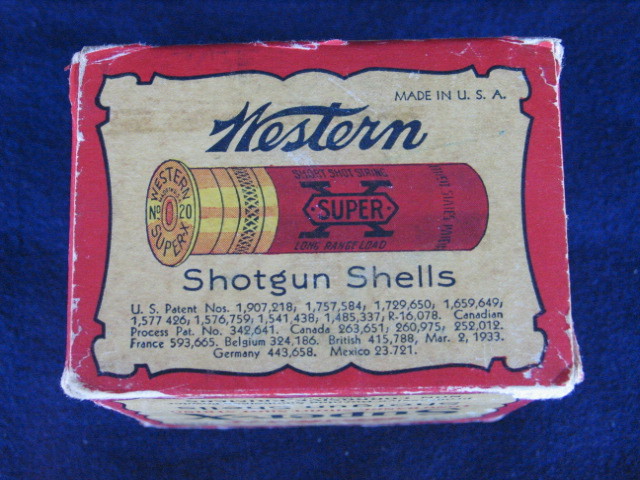 MADE IN U. S. A.
Western
WESTERN
No 20
SUPER-X
SHORT SHOT STRING
SUPER X
LONG RANGE LOAD
Shotgun Shells
U. S. Patent Nos. 1,907,218; 1,757,584; 1,729,650; 1,659,649;
1,577 426; 1,576,759; 1,541,438; 1,485,337; R-16,078. Canadian
Process Pat. No. 342,641. Canada 263,651; 260,975; 252,012.
France 593,665. Belgium 324,186. British 415,788, Mar. 2, 1933.
Germany 443,658. Mexico 23.721.